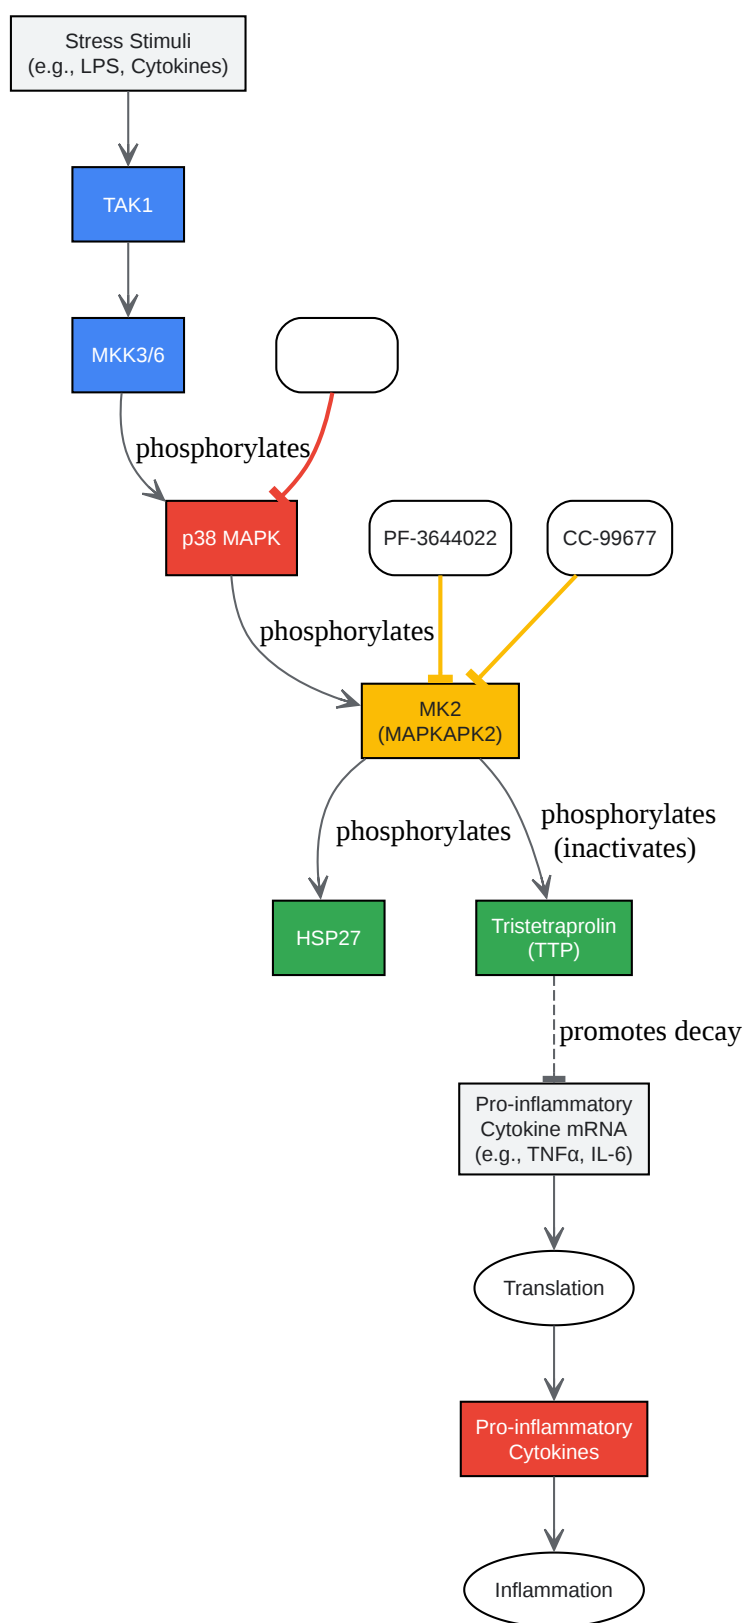 Stress Stimuli
(e.g., LPS, Cytokines)
TAK1
MKK3/6
phosphorylates
p38 MAPK
PF-3644022
CC-99677
phosphorylates
MK2
(MAPKAPK2)
phosphorylates
phosphorylates
(inactivates)
HSP27
Tristetraprolin
(TTP)
promotes decay
Pro-inflammatory
Cytokine mRNA
(e.g., TNFα, IL-6)
Translation
Pro-inflammatory
Cytokines
Inflammation